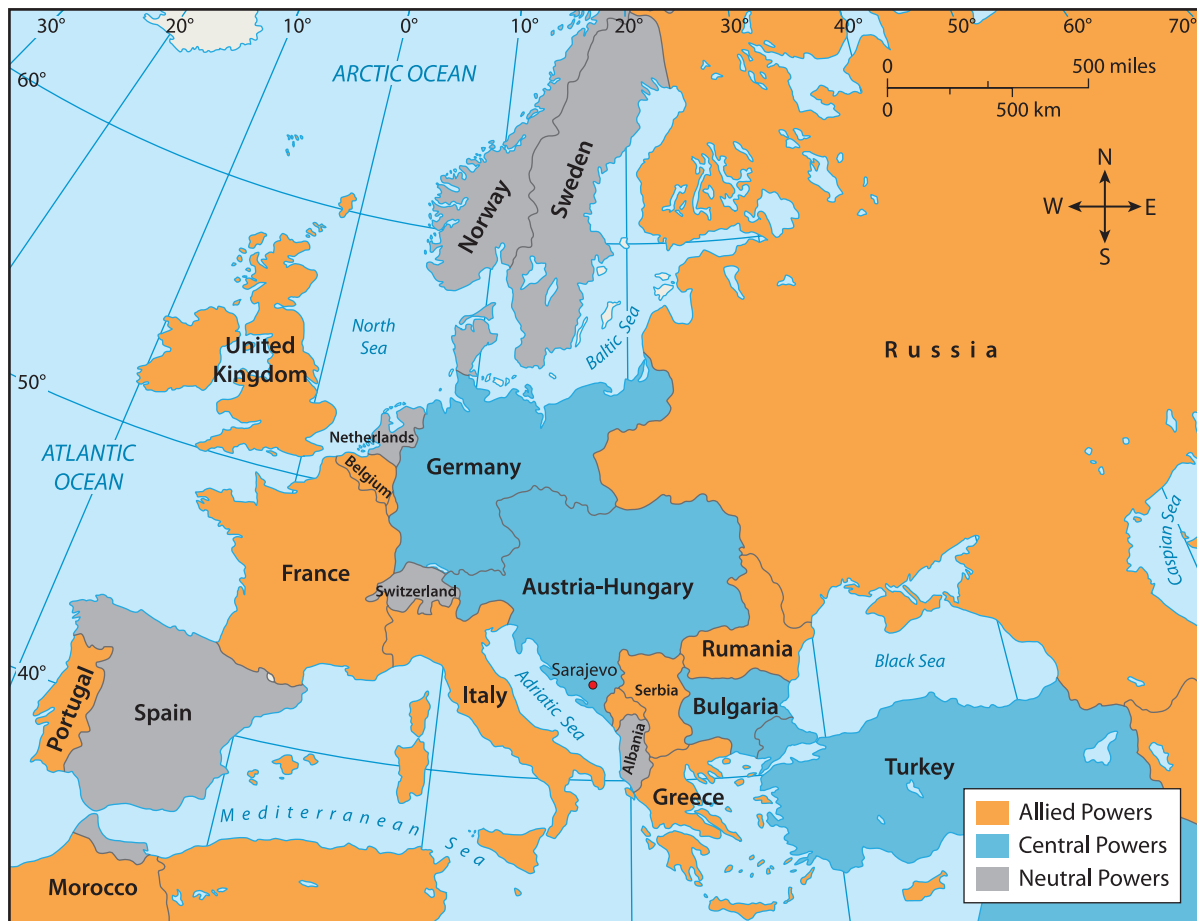 30° 20° 10° 0° 10° 20° 30° 40° 50° 60° 70°
60°
ARCTIC OCEAN
0 500 miles
0 500 km
N
W E
S
Norway
Sweden
North
Sea
Baltic Sea
United
Kingdom
Russia
50°
ATLANTIC
OCEAN
Netherlands
Belgium
Germany
Caspian Sea
France
Switzerland
Austria-Hungary
Rumania
Black Sea
40°
Portugal
Spain
Italy
Adriatic Sea
Sarajevo
Serbia
Bulgaria
Albania
Greece
Turkey
Mediterranean Sea
Morocco
Allied Powers
Central Powers
Neutral Powers